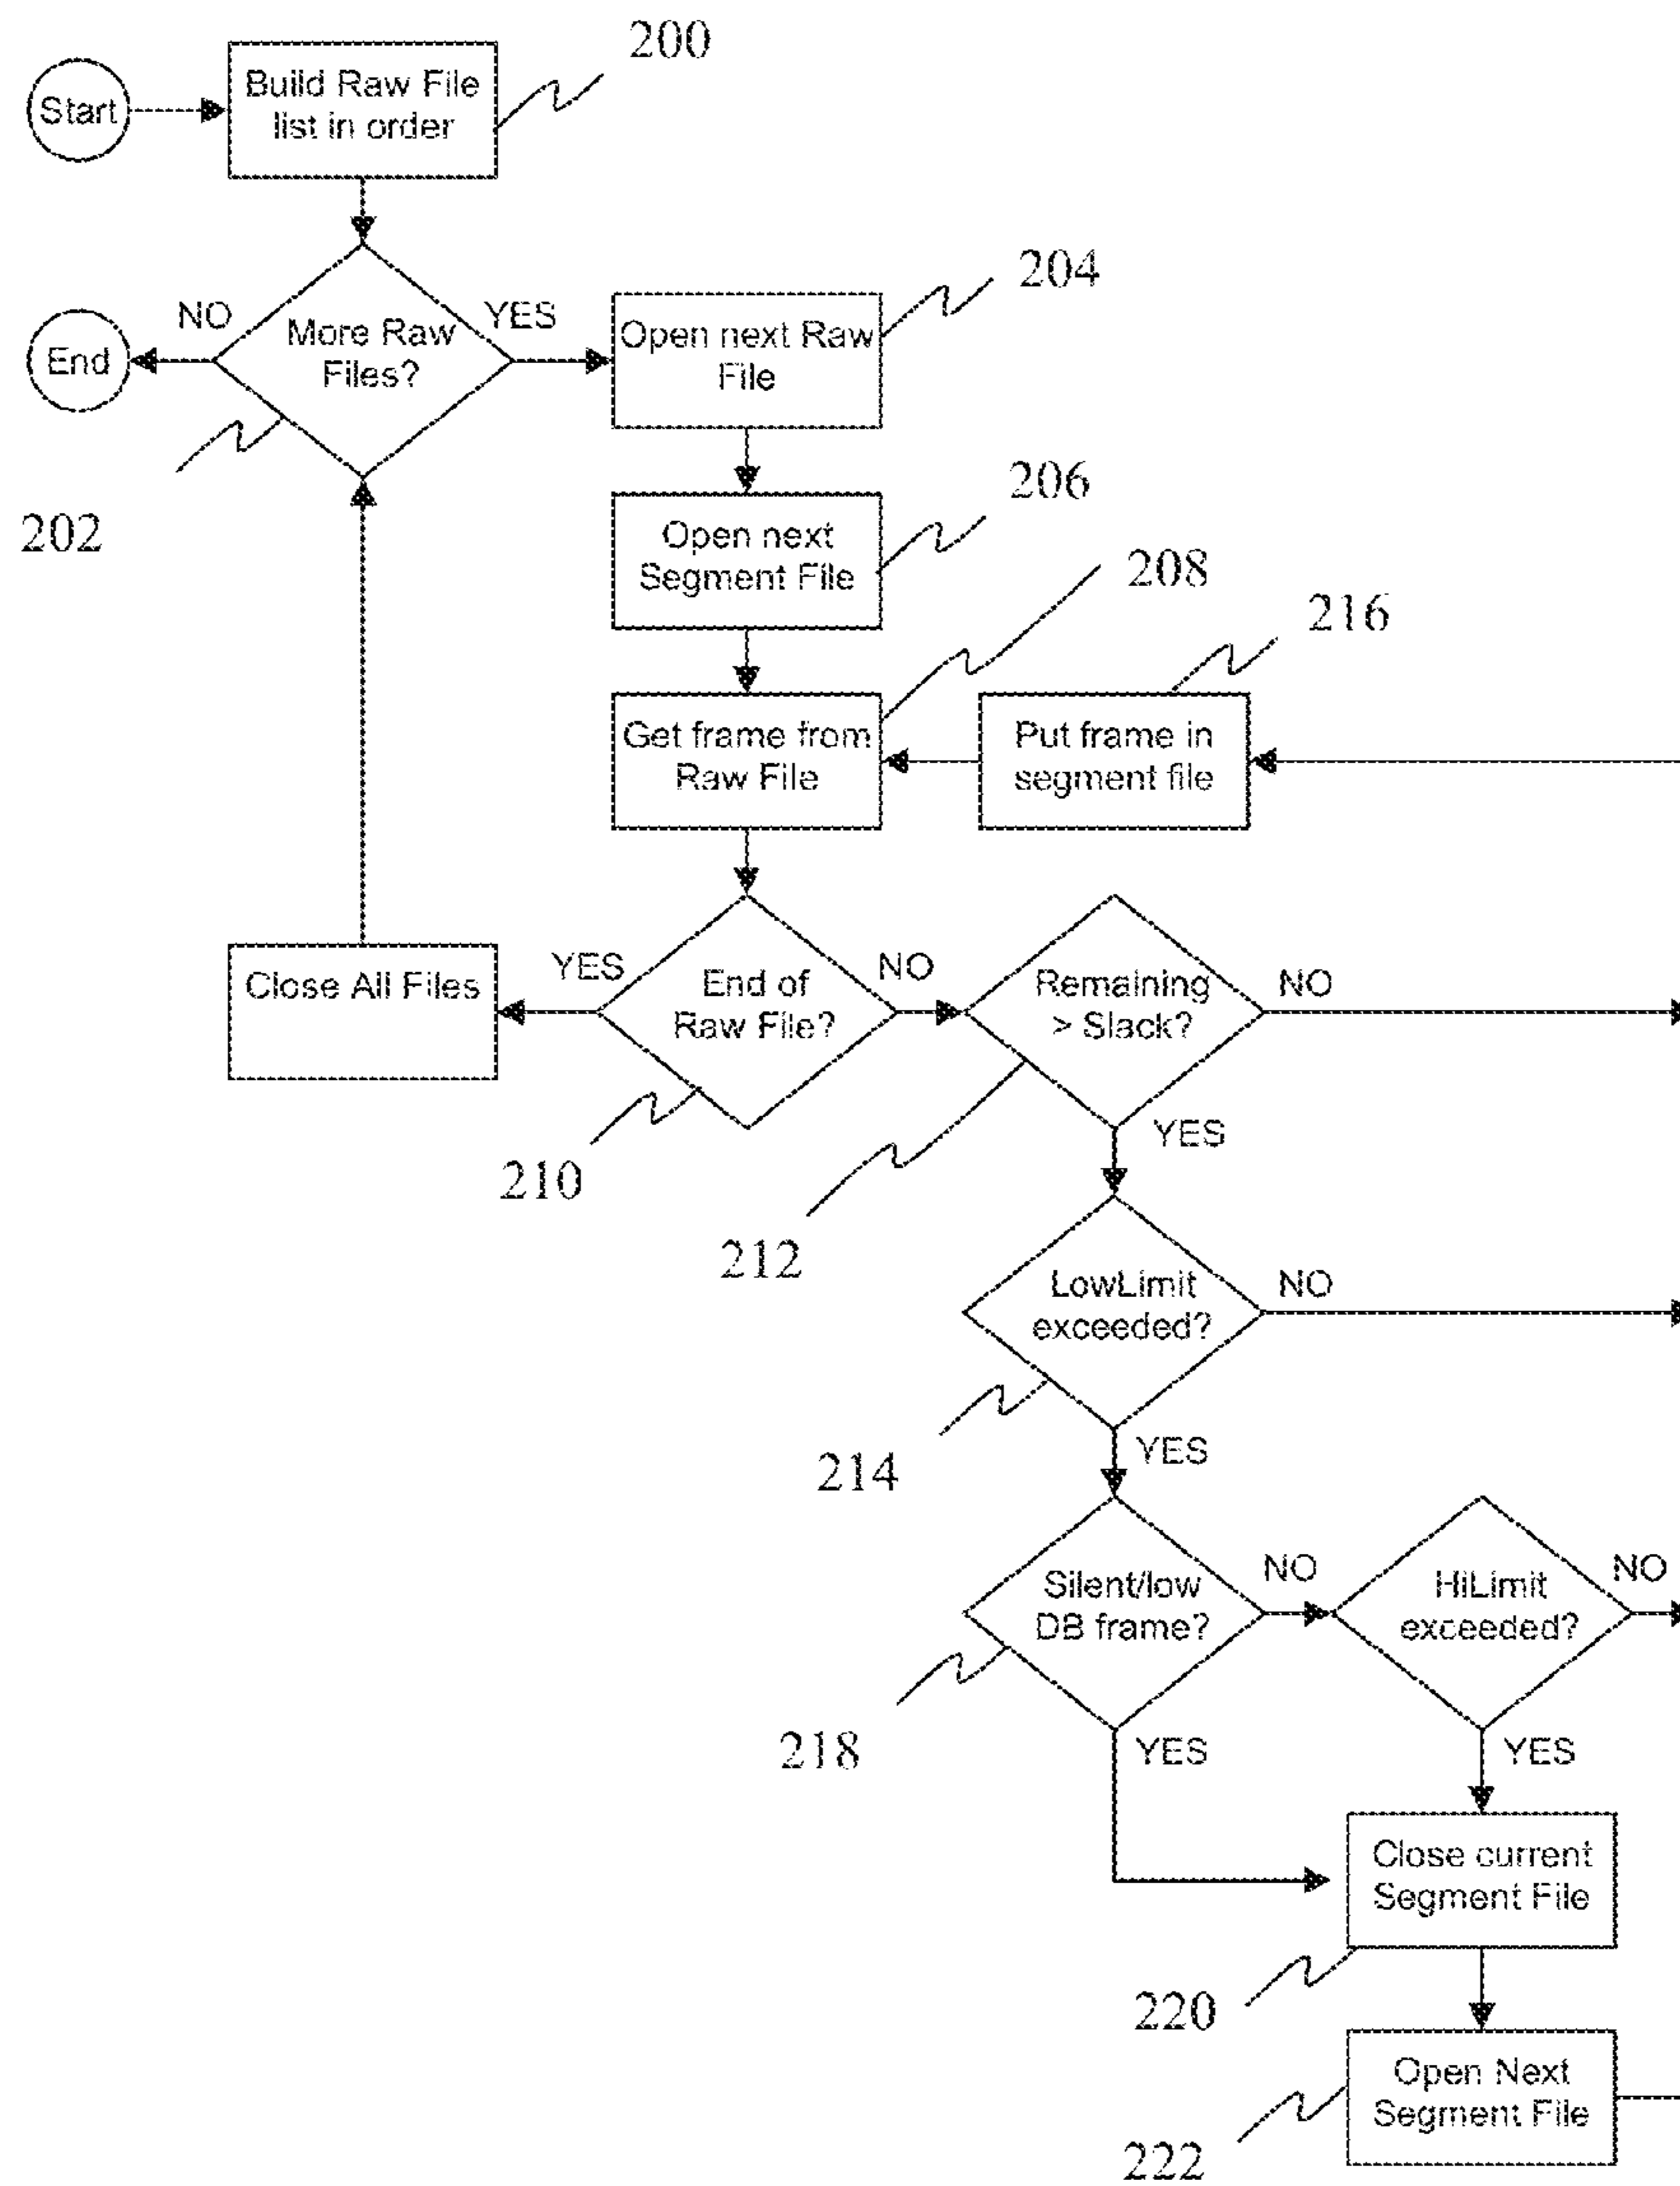 200
Start
Build Raw File
list in order
204
NO
YES
End
More Raw
Files?
Open next Raw
File
202
206
Open next
Segment File
208
216
Get frame from
Raw File
Put frame in
segment file
Close All Files
YES
End of
Raw File?
NO
Remaining
> Slack?
NO
210
YES
212
LowLimit
exceeded?
NO
214
YES
Silent/low
DB frame?
NO
HiLimit
exceeded?
NO
218
YES
YES
Close current
Segment File
220
Open Next
Segment File
222